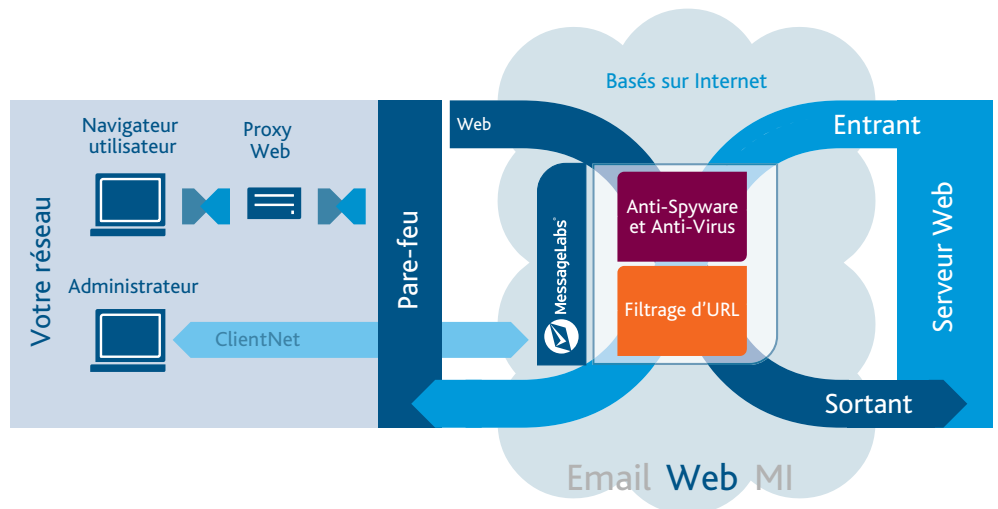 Basés sur Internet
Navigateur
utilisateur
Proxy
Web
Web
Entrant
Votre réseau
Pare-feu
MessageLabs
Anti-Spyware
et Anti-Virus
Serveur Web
Administrateur
Filtrage d'URL
ClientNet
Sortant
Email Web MI